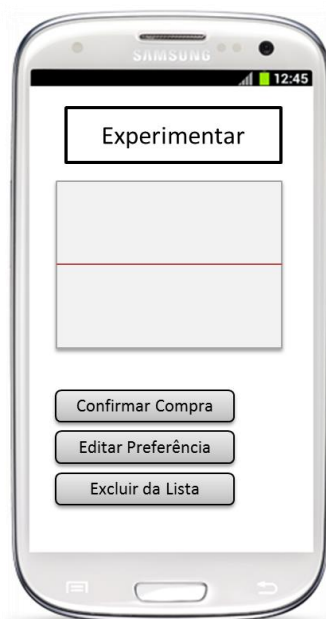 SAMSUNG
12:45
Experimentar
Confirmar Compra
Editar Preferência
Excluir da Lista